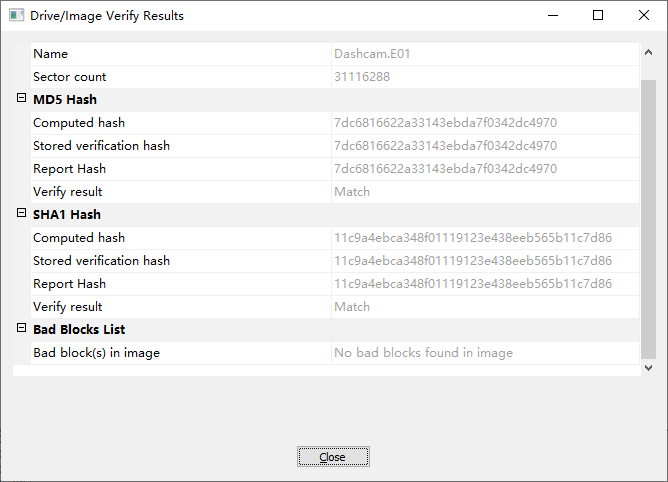 Drive/Image Verify Results
Name Dashcam.E01
Sector count 31116288
MD5 Hash
Computed hash 7dc6816622a33143ebda7f0342dc4970
Stored verification hash 7dc6816622a33143ebda7f0342dc4970
Report Hash 7dc6816622a33143ebda7f0342dc4970
Verify result Match
SHA1 Hash
Computed hash 11c9a4ebca348f01119123e438eeb565b11c7d86
Stored verification hash 11c9a4ebca348f01119123e438eeb565b11c7d86
Report Hash 11c9a4ebca348f01119123e438eeb565b11c7d86
Verify result Match
Bad Blocks List
Bad block(s) in image No bad blocks found in image
Close